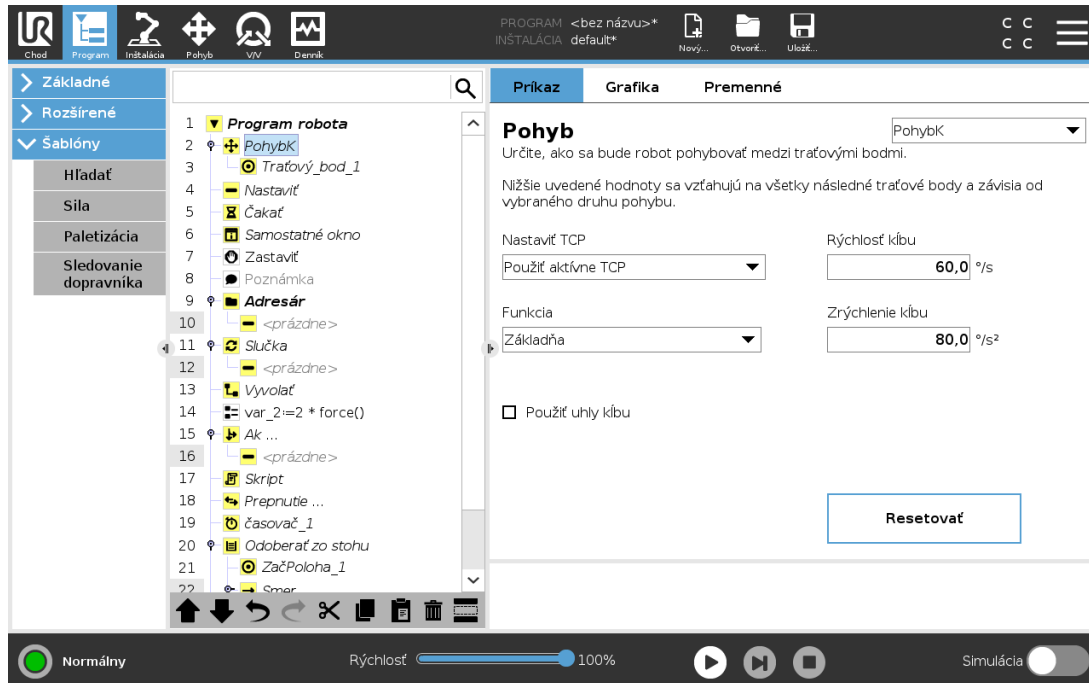 UR
PROGRAM <bez názvu>*
INŠTALÁCIA default*
Chod
Program
Inštalácia
Pohyb
V/V
Dennik
Nový...
Otvoriť...
Uložiť...
C C
C C
Základné
Rozšírené
Šablóny
Hľadať
Sila
Paletizácia
Sledovanie
dopravníka
1 Program robota
2 PohybK
3 Traťový_bod_1
4 Nastaviť
5 Čakať
6 Samostatné okno
7 Zastaviť
8 Poznámka
9 Adresár
10 <prázdne>
11 Slučka
12 <prázdne>
13 Vyvolať
14 var_2:=2 * force()
15 Ak ...
16 <prázdne>
17 Skript
18 Prepnutie ...
19 časovač_1
20 Odoberať zo stohu
21 ZačPoloha_1
22 Smer
Príkaz Grafika Premenné
Pohyb
PohybK
Určite, ako sa bude robot pohybovať medzi traťovými bodmi.
Nižšie uvedené hodnoty sa vzťahujú na všetky následné traťové body a závisia od
vybraného druhu pohybu.
Nastaviť TCP
Rýchlosť kĺbu
Použiť aktívne TCP
60,0 °/s
Funkcia
Zrýchlenie kĺbu
Základňa
80,0 °/s²
Použiť uhly kĺbu
Resetovať
Normálny
Rýchlosť
100%
Simulácia